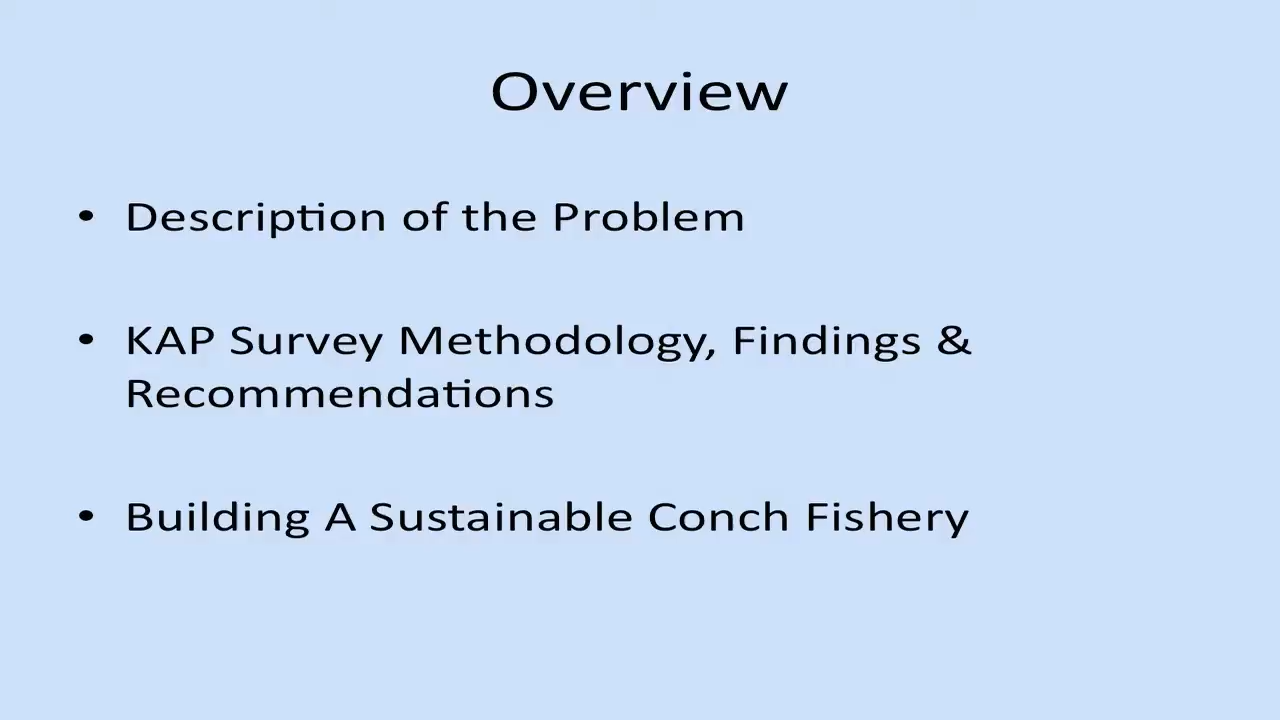 Overview
• Description of the Problem
• KAP Survey Methodology, Findings &
Recommendations
• Building A Sustainable Conch Fishery